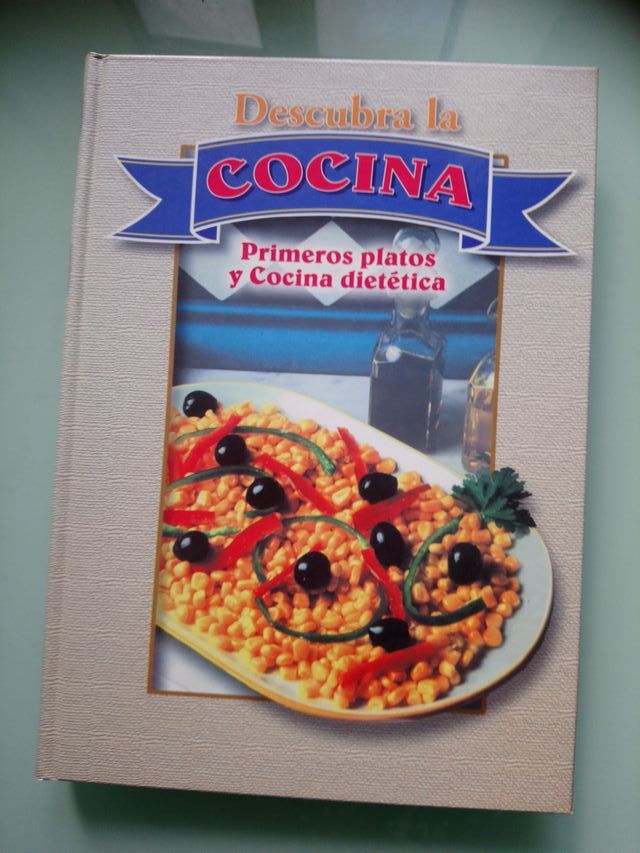 Descubra la
COCINA
Primeros platos
y Cocina dietética